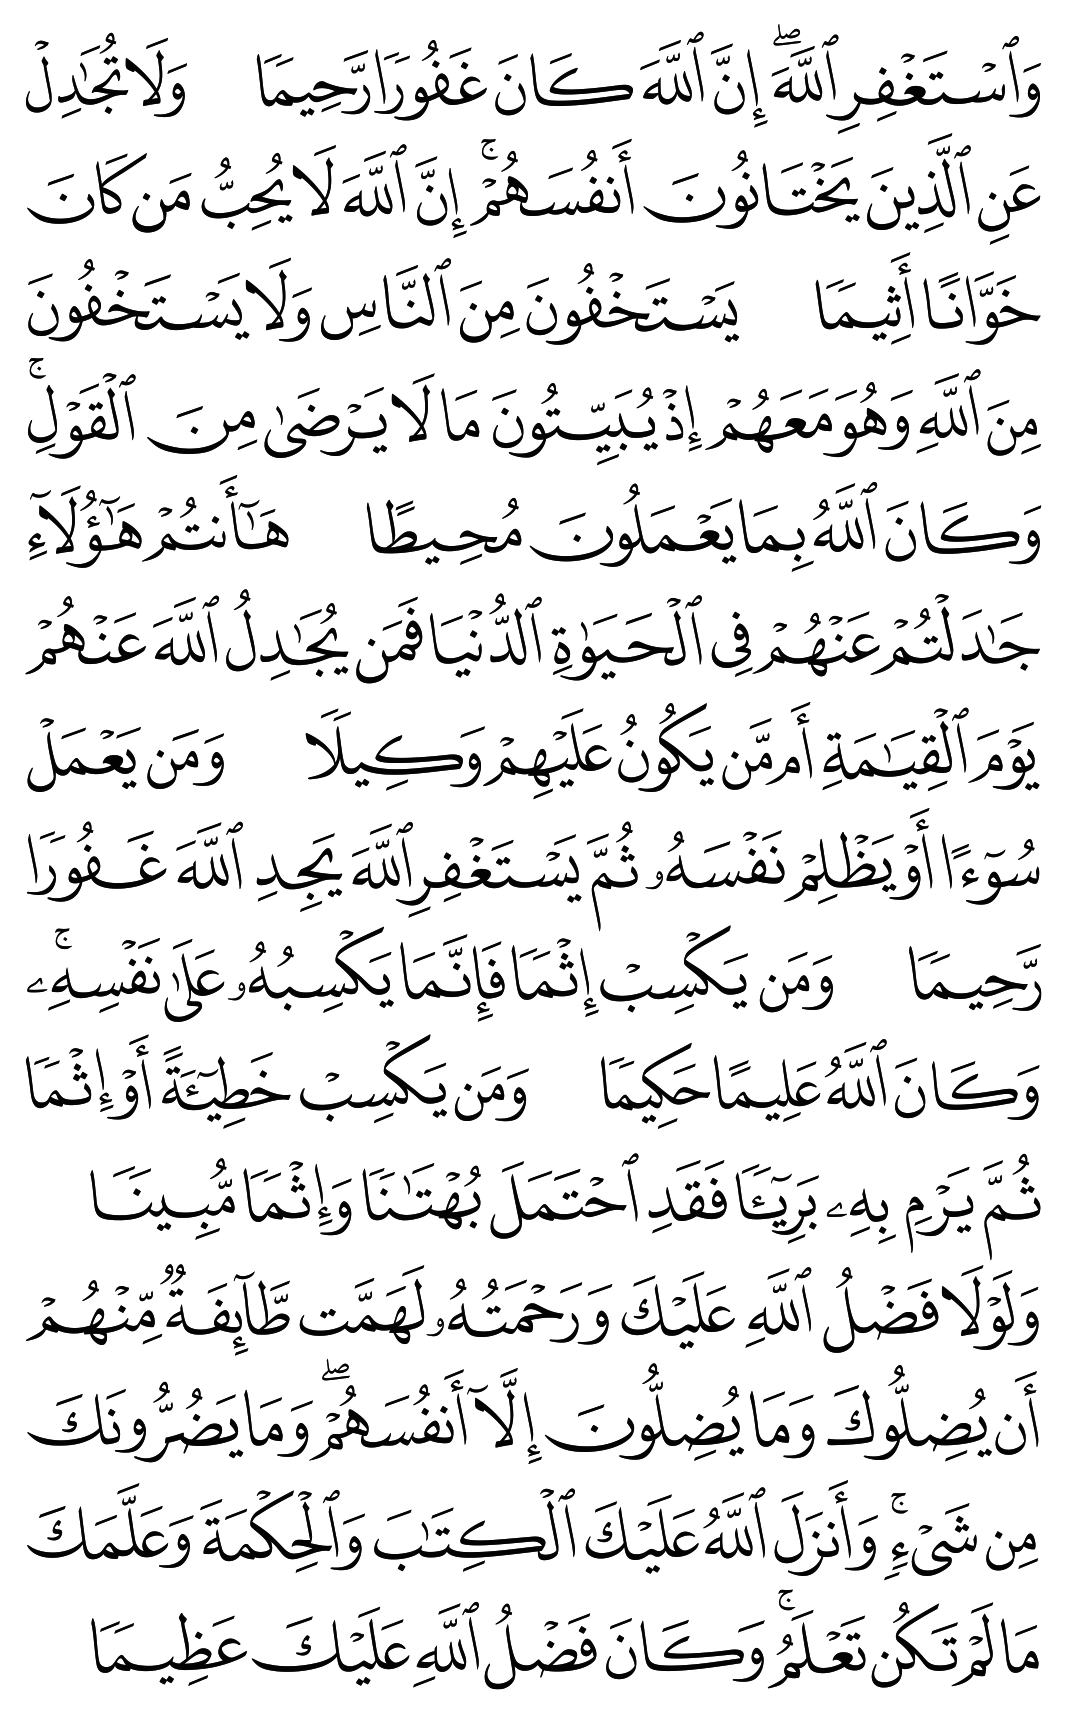 وَٱسۡتَغۡفِرِ ٱللَّهَۖ إِنَّ ٱللَّهَ كَانَ غَفُورٗا رَّحِيمٗا وَلَا تُجَٰدِلۡ
عَنِ ٱلَّذِينَ يَخۡتَانُونَ أَنفُسَهُمۡۚ إِنَّ ٱللَّهَ لَا يُحِبُّ مَن كَانَ
خَوَّانًا أَثِيمٗا يَسۡتَخۡفُونَ مِنَ ٱلنَّاسِ وَلَا يَسۡتَخۡفُونَ
مِنَ ٱللَّهِ وَهُوَ مَعَهُمۡ إِذۡ يُبَيِّتُونَ مَا لَا يَرۡضَىٰ مِنَ ٱلۡقَوۡلِۚ
وَكَانَ ٱللَّهُ بِمَا يَعۡمَلُونَ مُحِيطًا هَٰٓأَنتُمۡ هَٰٓؤُلَآءِ
جَٰدَلۡتُمۡ عَنۡهُمۡ فِي ٱلۡحَيَوٰةِ ٱلدُّنۡيَا فَمَن يُجَٰدِلُ ٱللَّهَ عَنۡهُمۡ
يَوۡمَ ٱلۡقِيَٰمَةِ أَم مَّن يَكُونُ عَلَيۡهِمۡ وَكِيلٗا وَمَن يَعۡمَلۡ
سُوٓءًا أَوۡ يَظۡلِمۡ نَفۡسَهُۥ ثُمَّ يَسۡتَغۡفِرِ ٱللَّهَ يَجِدِ ٱللَّهَ غَفُورٗا
رَّحِيمٗا وَمَن يَكۡسِبۡ إِثۡمٗا فَإِنَّمَا يَكۡسِبُهُۥ عَلَىٰ نَفۡسِهِۦۚ
وَكَانَ ٱللَّهُ عَلِيمًا حَكِيمٗا وَمَن يَكۡسِبۡ خَطِيٓـَٔةً أَوۡ إِثۡمٗا
ثُمَّ يَرۡمِ بِهِۦ بَرِيٓـٔٗا فَقَدِ ٱحۡتَمَلَ بُهۡتَٰنٗا وَإِثۡمٗا مُّبِينٗا
وَلَوۡلَا فَضۡلُ ٱللَّهِ عَلَيۡكَ وَرَحۡمَتُهُۥ لَهَمَّت طَّآئِفَةٞ مِّنۡهُمۡ
أَن يُضِلُّوكَ وَمَا يُضِلُّونَ إِلَّآ أَنفُسَهُمۡۖ وَمَا يَضُرُّونَكَ
مِن شَيۡءٖۚ وَأَنزَلَ ٱللَّهُ عَلَيۡكَ ٱلۡكِتَٰبَ وَٱلۡحِكۡمَةَ وَعَلَّمَكَ
مَا لَمۡ تَكُن تَعۡلَمُۚ وَكَانَ فَضۡلُ ٱللَّهِ عَلَيۡكَ عَظِيمٗا